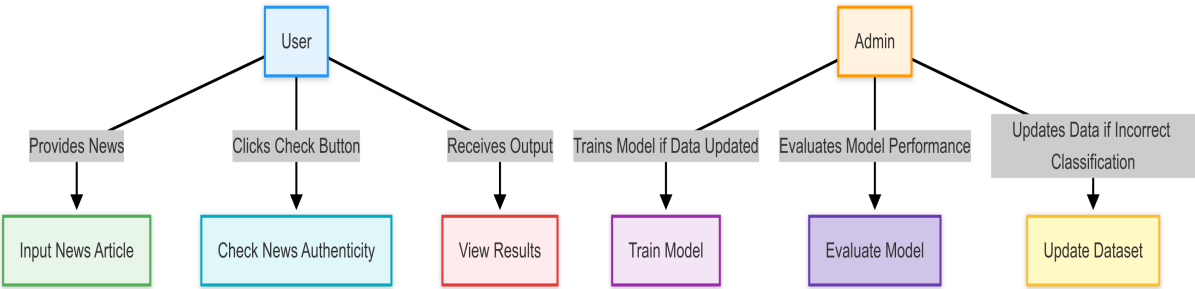 User
Admin
Provides News
Clicks Check Button
Receives Output
Trains Model if Data Updated
Evaluates Model Performance
Updates Data if Incorrect
Classification
Input News Article
Check News Authenticity
View Results
Train Model
Evaluate Model
Update Dataset